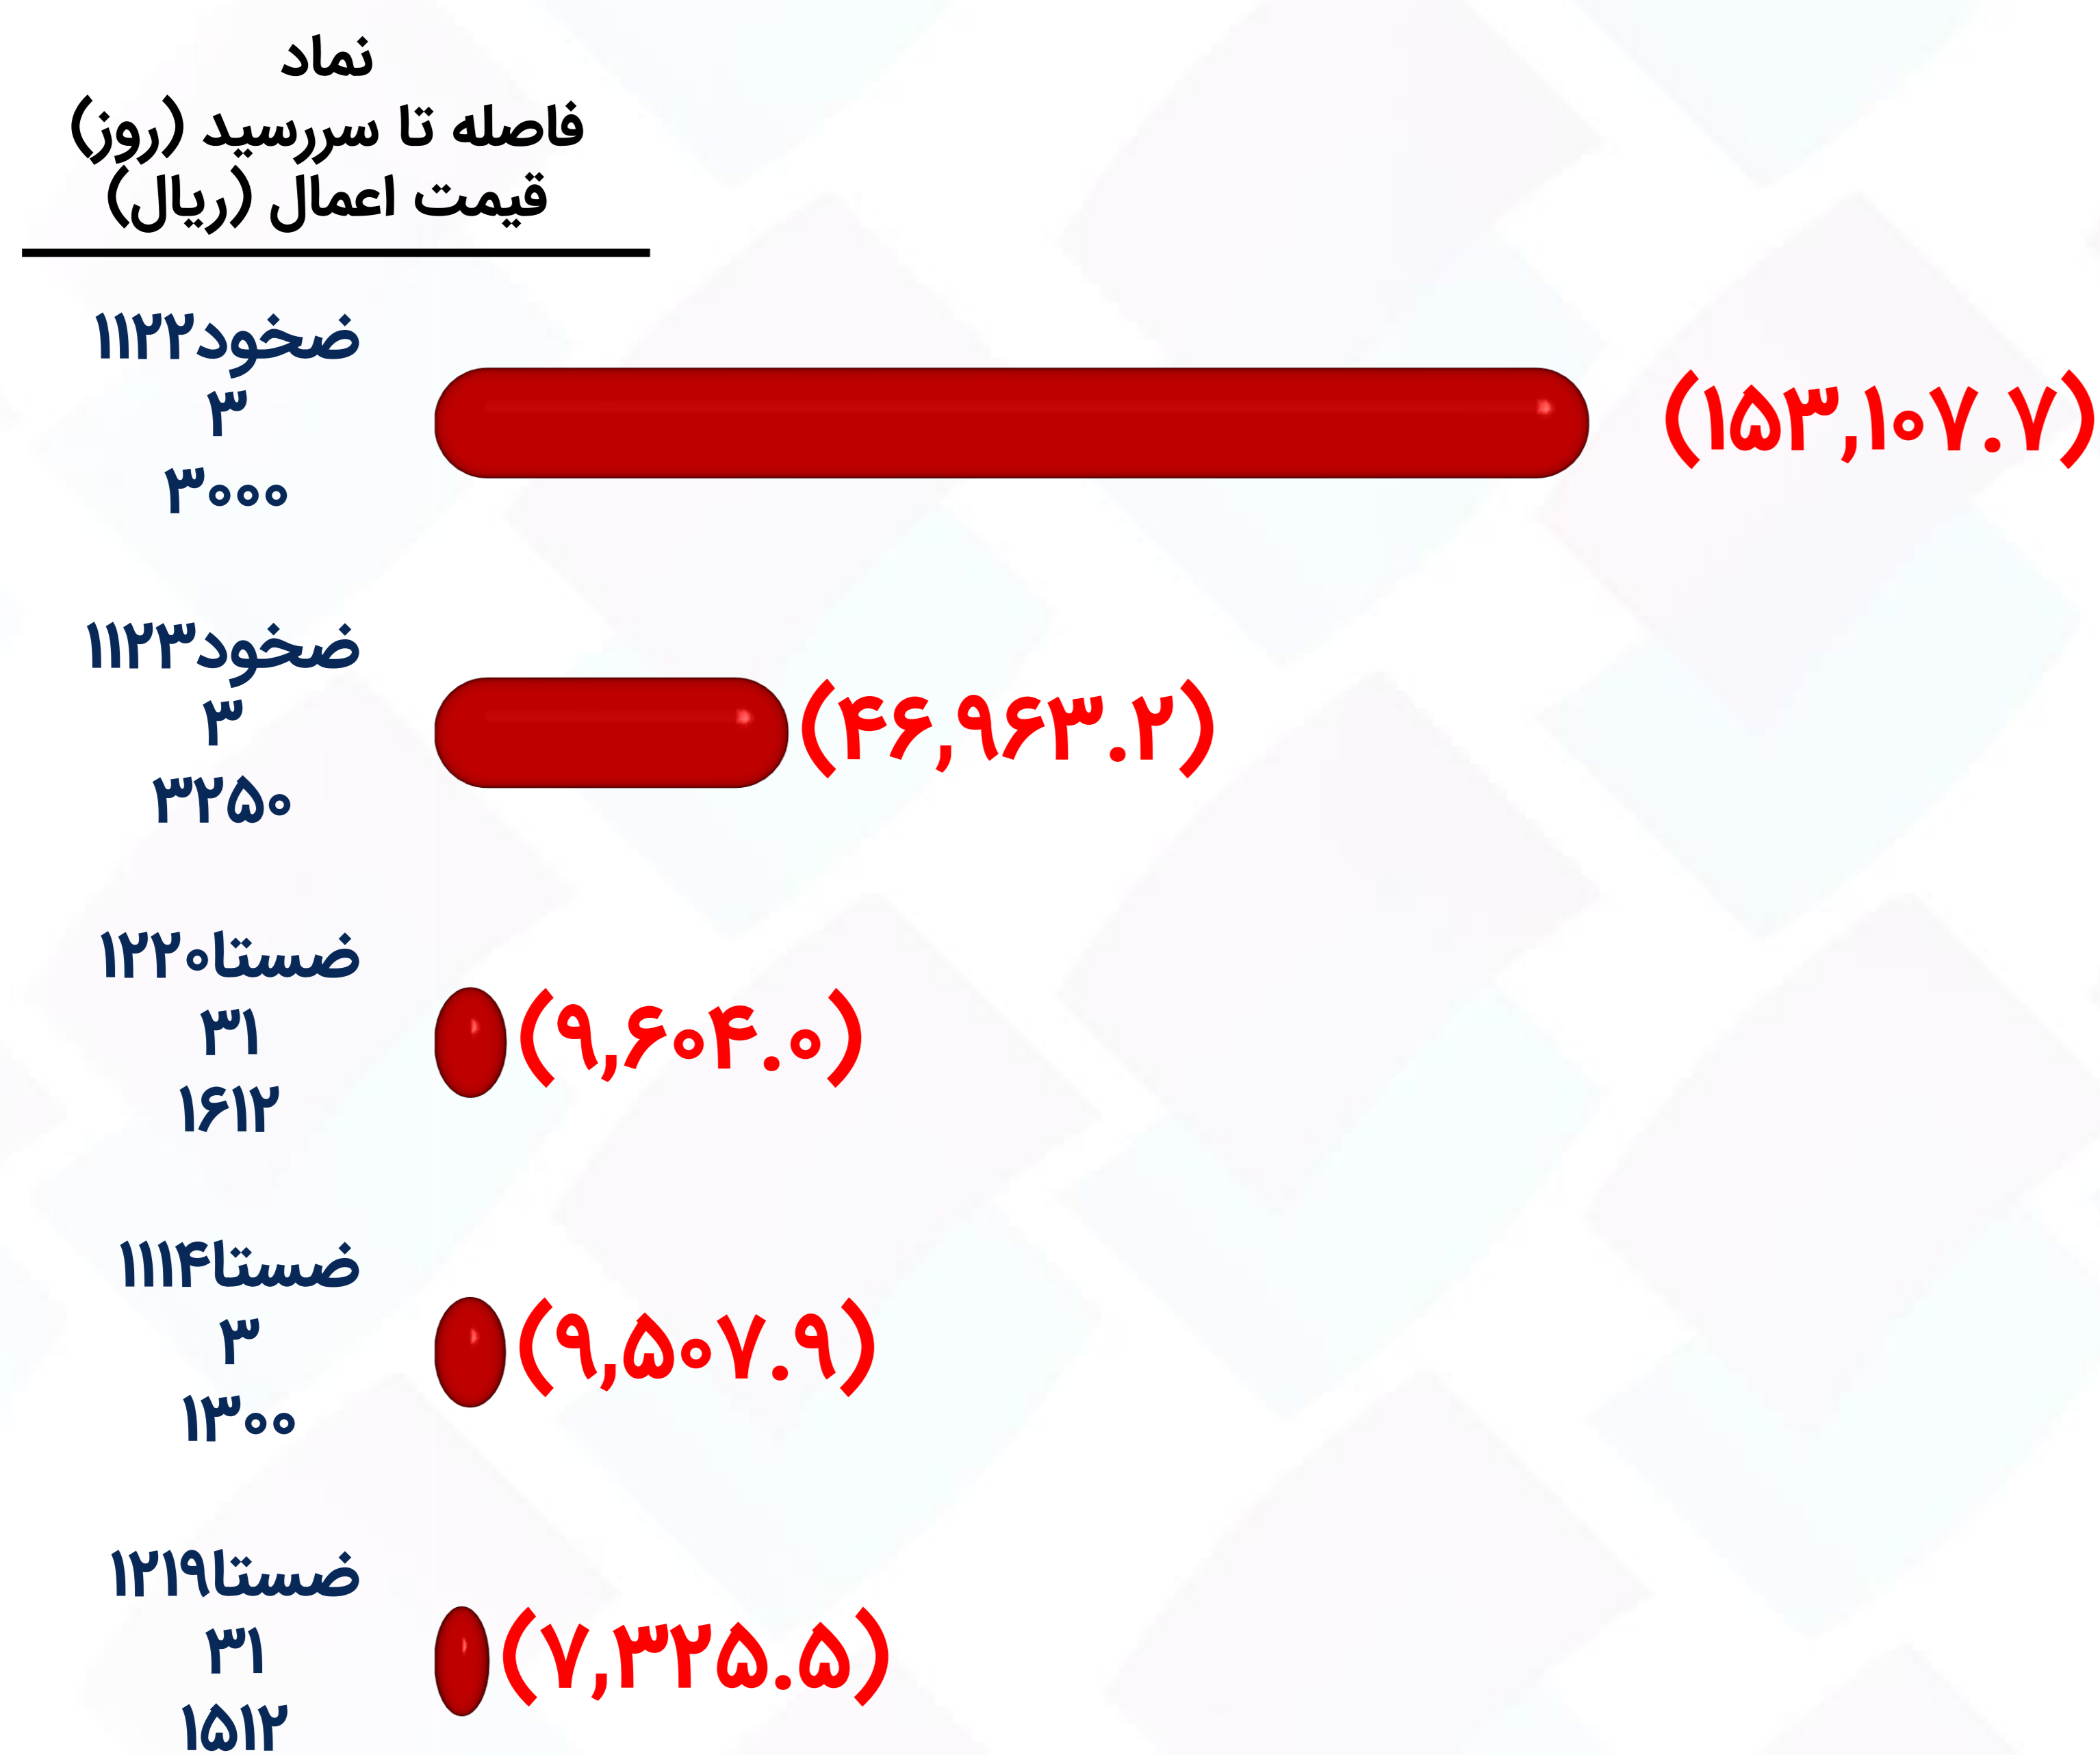 نماد
فاصله تا سررسید (روز)
قیمت اعمال (ریال)
ضخود۱۱۲۲
۳
۳۰۰۰
(۱۵۳,۱۰۷.۷)
ضخود۱۱۲۳
۳
۳۲۵۰
(۴۶,۹۶۳.۲)
ضستا۱۲۲۰
۳۱
۱۶۱۲
(۹,۶۰۴.۰)
ضستا۱۱۱۴
۳
۱۳۰۰
(۹,۵۰۷.۹)
ضستا۱۲۱۹
۳۱
۱۵۱۲
(۷,۳۲۵.۵)